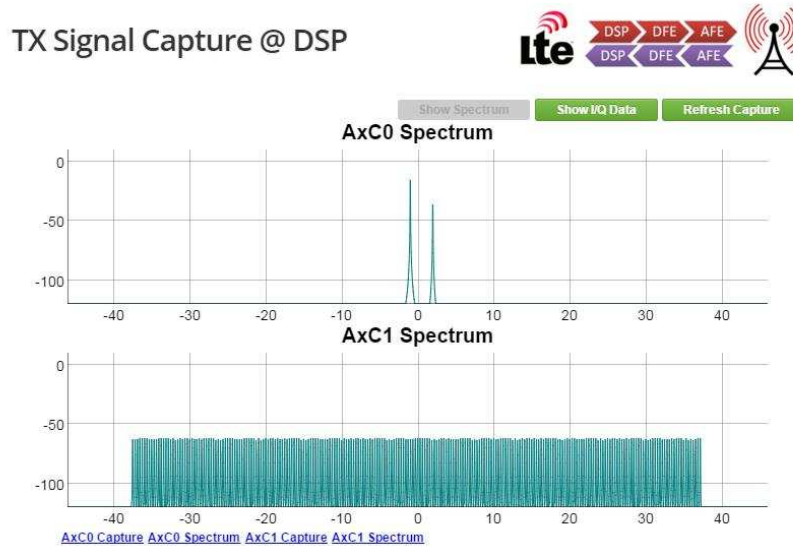 TX Signal Capture @ DSP
Lte
DSP DFE AFE
DSP DFE AFE
Show Spectrum Show I/Q Data Refresh Capture
AxC0 Spectrum
0
-50
-100
-40 -30 -20 -10 0 10 20 30 40
AxC1 Spectrum
0
-50
-100
-40 -30 -20 -10 0 10 20 30 40
AxC0 Capture AxC0 Spectrum AxC1 Capture AxC1 Spectrum